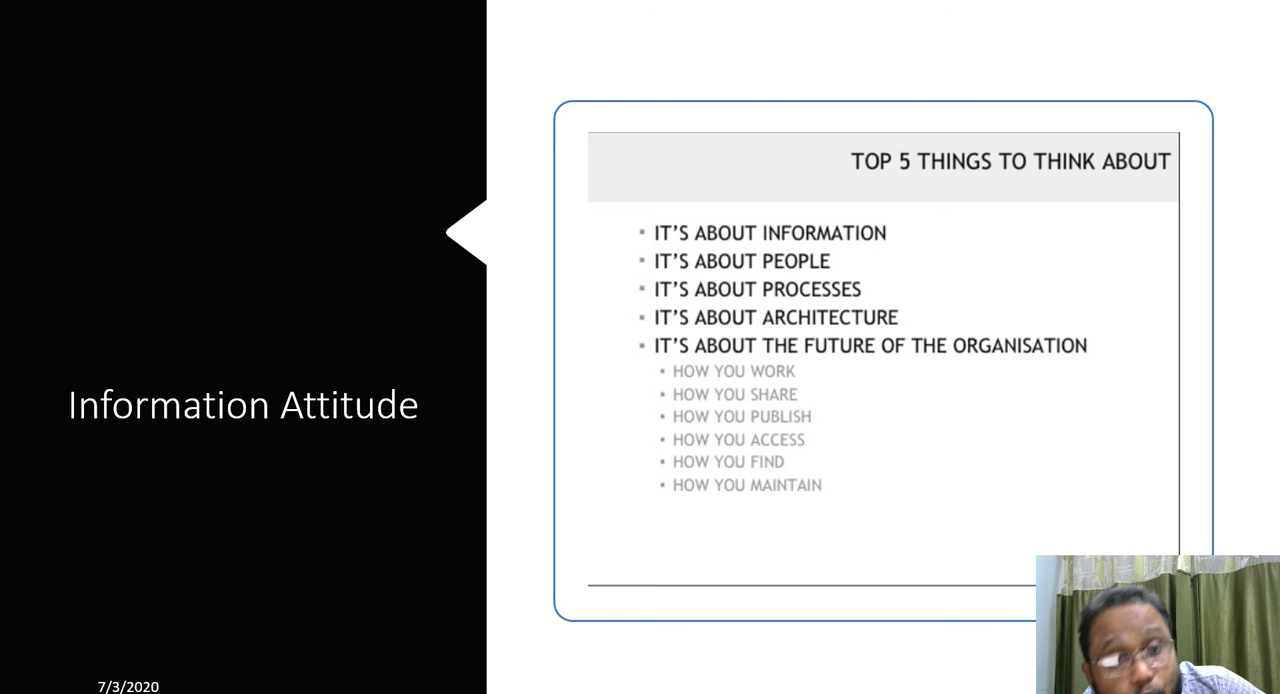 Information Attitude
7/3/2020
TOP 5 THINGS TO THINK ABOUT
▪ IT’S ABOUT INFORMATION
▪ IT’S ABOUT PEOPLE
▪ IT’S ABOUT PROCESSES
▪ IT’S ABOUT ARCHITECTURE
▪ IT’S ABOUT THE FUTURE OF THE ORGANISATION
▪ HOW YOU WORK
▪ HOW YOU SHARE
▪ HOW YOU PUBLISH
▪ HOW YOU ACCESS
▪ HOW YOU FIND
▪ HOW YOU MAINTAIN